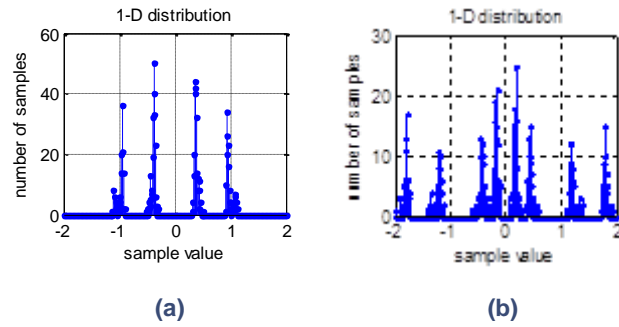 1-D distribution
60
40
20
0
number of samples
-2 -1 0 1 2
sample value
(a)
1-D distribution
30
20
10
0
number of samples
-2 -1 0 1 2
sample value
(b)